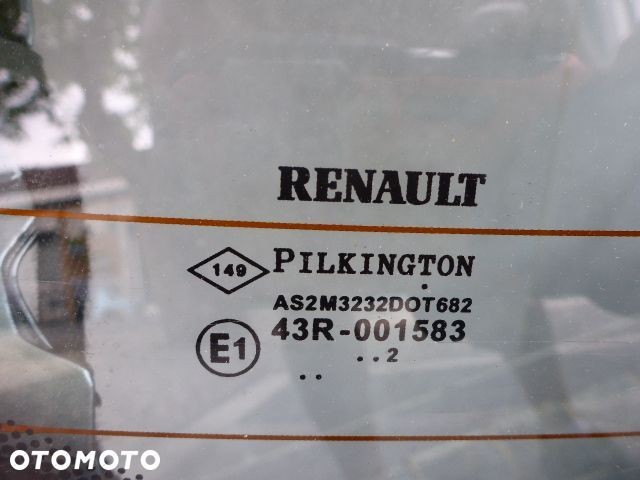 RENAULT
149 PILKINGTON
AS2M3232DOT682
E1 43R-001583
..2
..
OTOMOTO